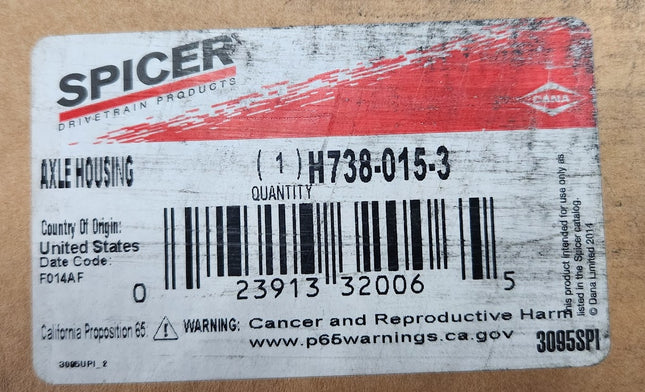 SPICER®
DRIVETRAIN PRODUCTS
DANA
AXLE HOUSING
( 1 ) H738-015-3
QUANTITY
Country Of Origin:
United States
Date Code:
F014AF
0 23913 32006 5
California Proposition 65
WARNING: Cancer and Reproductive Harm
www.p65warnings.ca.gov
3095UPI_2
3095SPI
This product intended for use only as
listed in the Spicer catalog.
© Dana Limited 2014